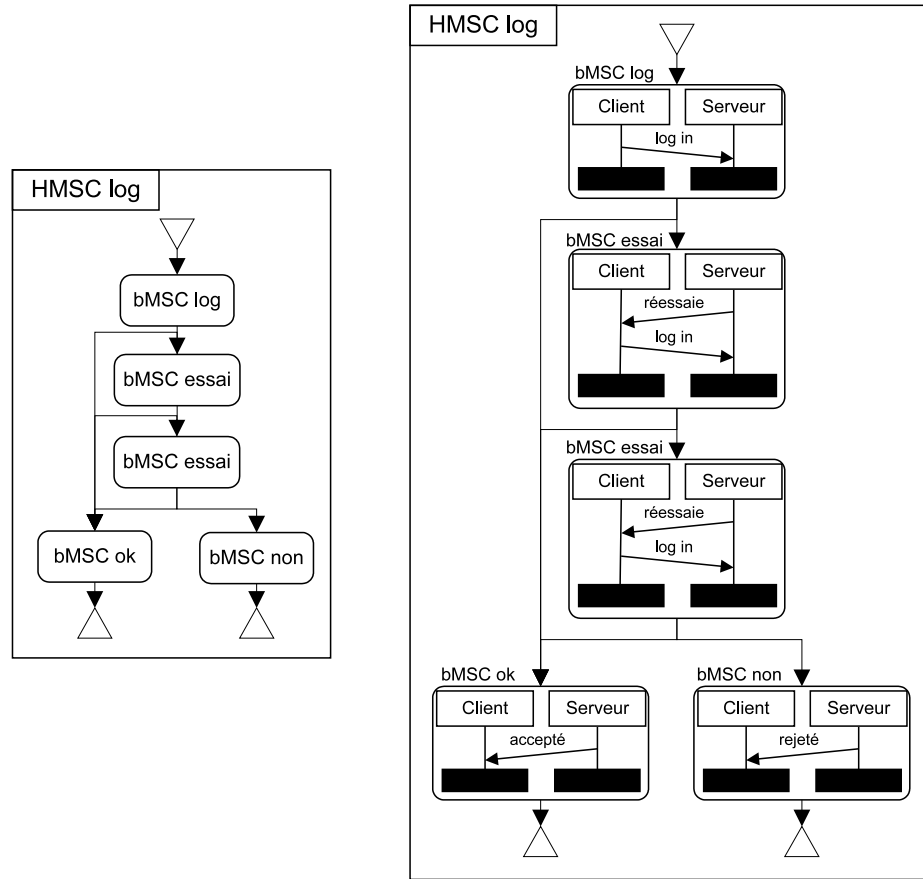 HMSC log
bMSC log
bMSC essai
bMSC essai
bMSC ok
bMSC non
HMSC log
bMSC log
Client Serveur
log in
bMSC essai
Client Serveur
réessaie
log in
bMSC essai
Client Serveur
réessaie
log in
bMSC ok
bMSC non
Client Serveur
Client Serveur
accepté
rejeté